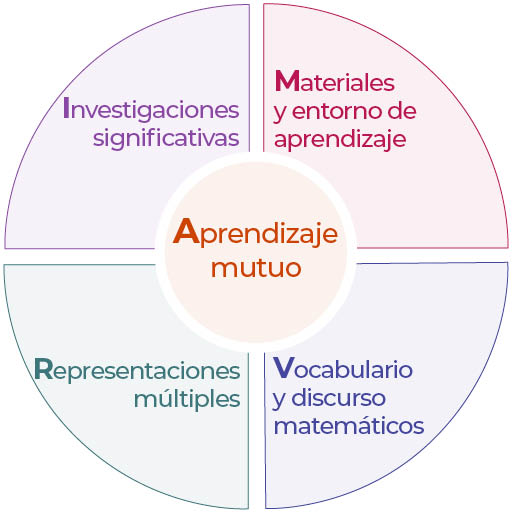 Investigaciones
significativas
Materiales
y entorno de
aprendizaje
Aprendizaje
mutuo
Representaciones
múltiples
Vocabulario
y discurso
matemáticos